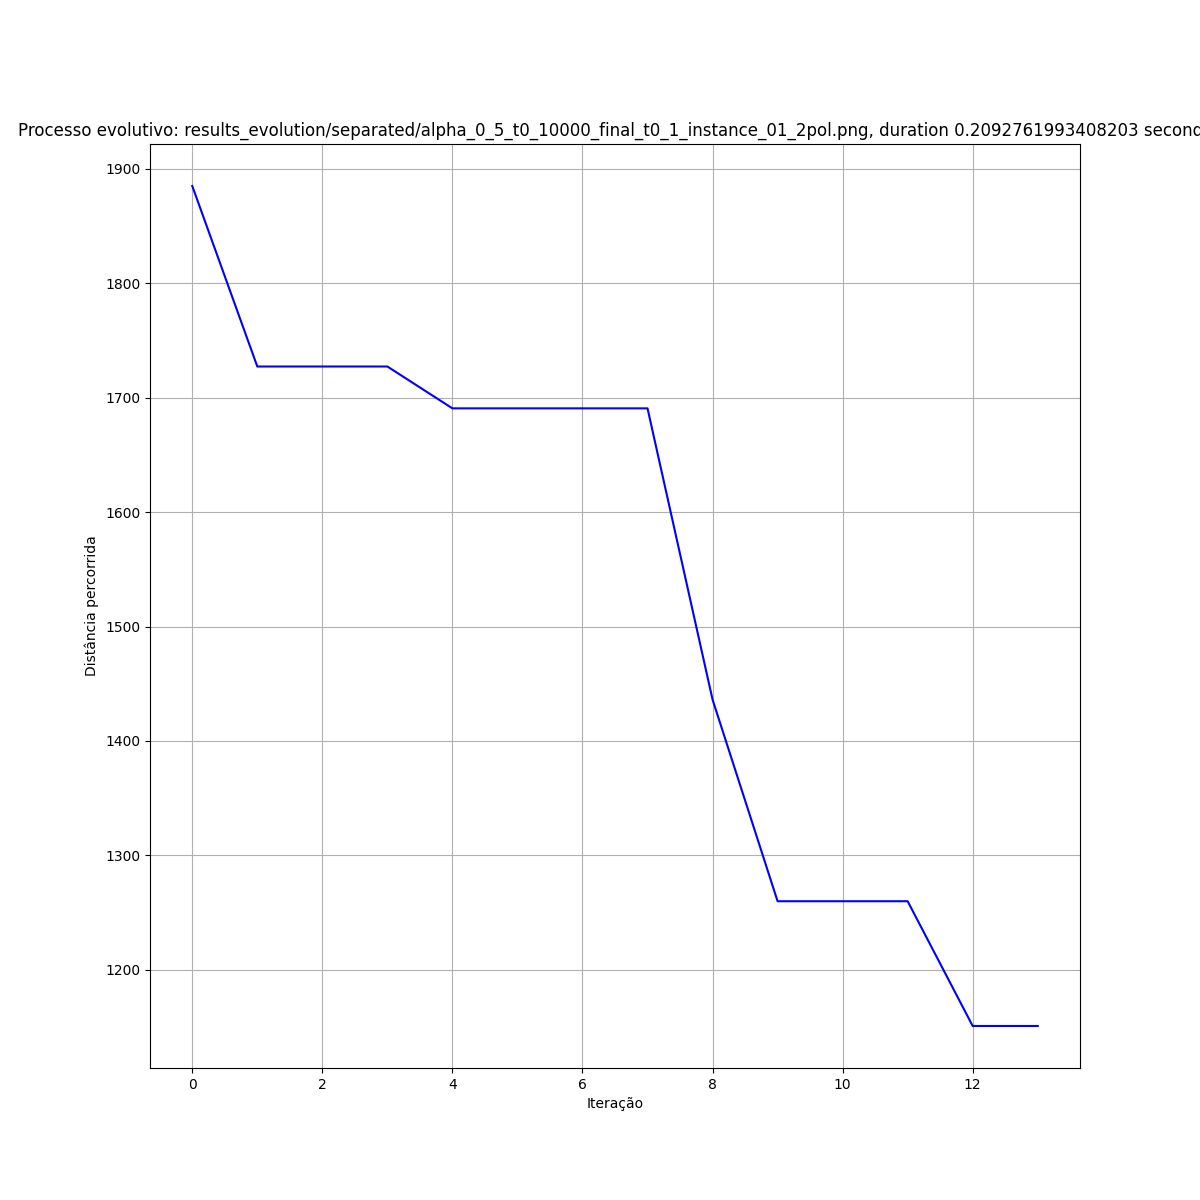 Processo evolutivo: results_evolution/separated/alpha_0_5_t0_10000_final_t0_1_instance_01_2pol.png, duration 0.2092761993408203 second
1900
1800
1700
1600
1500
1400
1300
1200
Distância percorrida
0 2 4 6 8 10 12
Iteração